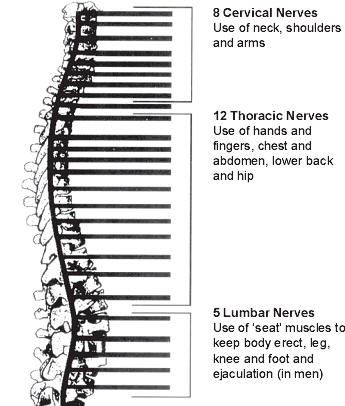 8 Cervical Nerves
Use of neck, shoulders
and arms
12 Thoracic Nerves
Use of hands and
fingers, chest and
abdomen, lower back
and hip
5 Lumbar Nerves
Use of ‘seat’ muscles to
keep body erect, leg,
knee and foot and
ejaculation (in men)